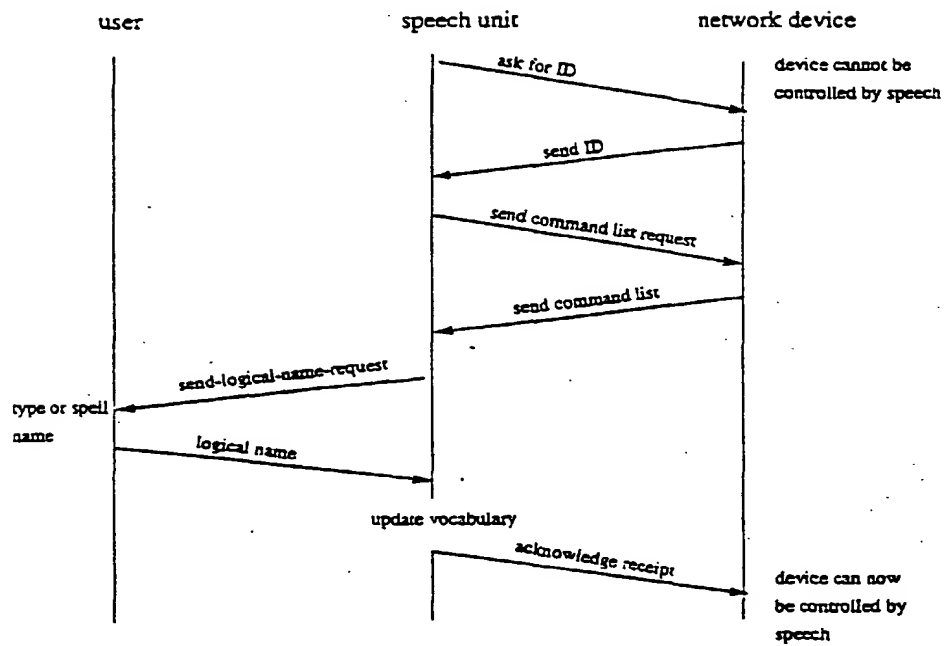 user
speech unit
network device
ask for ID
device cannot be
controlled by speech
send ID
send command list request
send command list
send-logical-name-request
type or spell
name
logical name
update vocabulary
acknowledge receipt
device can now
be controlled by
speech